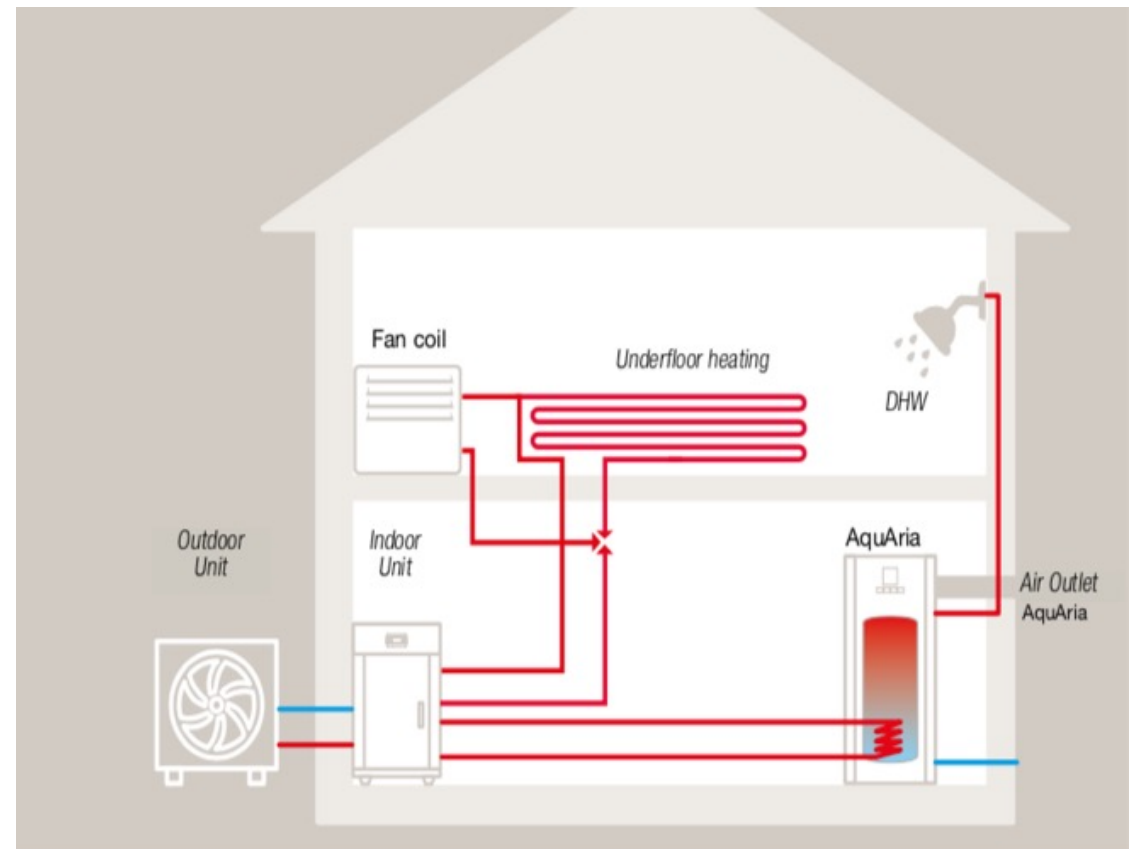 Fan coil
Underfloor heating
DHW
Outdoor
Unit
Indoor
Unit
AquAria
Air Outlet
AquAria